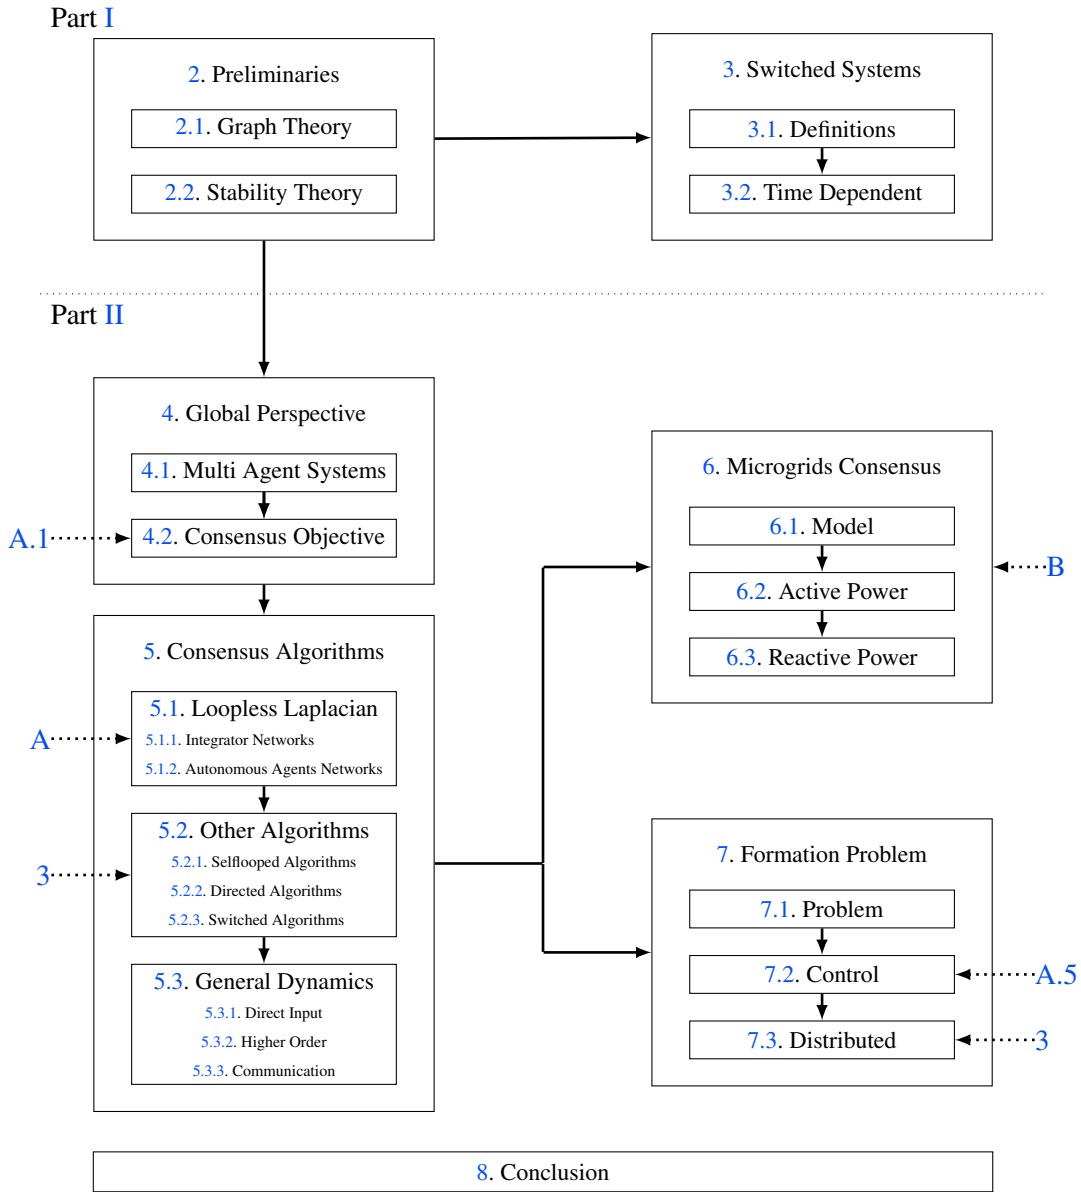 Part I
2. Preliminaries
2.1. Graph Theory
2.2. Stability Theory
3. Switched Systems
3.1. Definitions
3.2. Time Dependent
Part II
4. Global Perspective
4.1. Multi Agent Systems
A.1
4.2. Consensus Objective
5. Consensus Algorithms
5.1. Loopless Laplacian
A
5.1.1. Integrator Networks
5.1.2. Autonomous Agents Networks
5.2. Other Algorithms
5.2.1. Selflooped Algorithms
3
5.2.2. Directed Algorithms
5.2.3. Switched Algorithms
5.3. General Dynamics
5.3.1. Direct Input
5.3.2. Higher Order
5.3.3. Communication
6. Microgrids Consensus
6.1. Model
B
6.2. Active Power
6.3. Reactive Power
7. Formation Problem
7.1. Problem
7.2. Control
A.5
7.3. Distributed
3
8. Conclusion